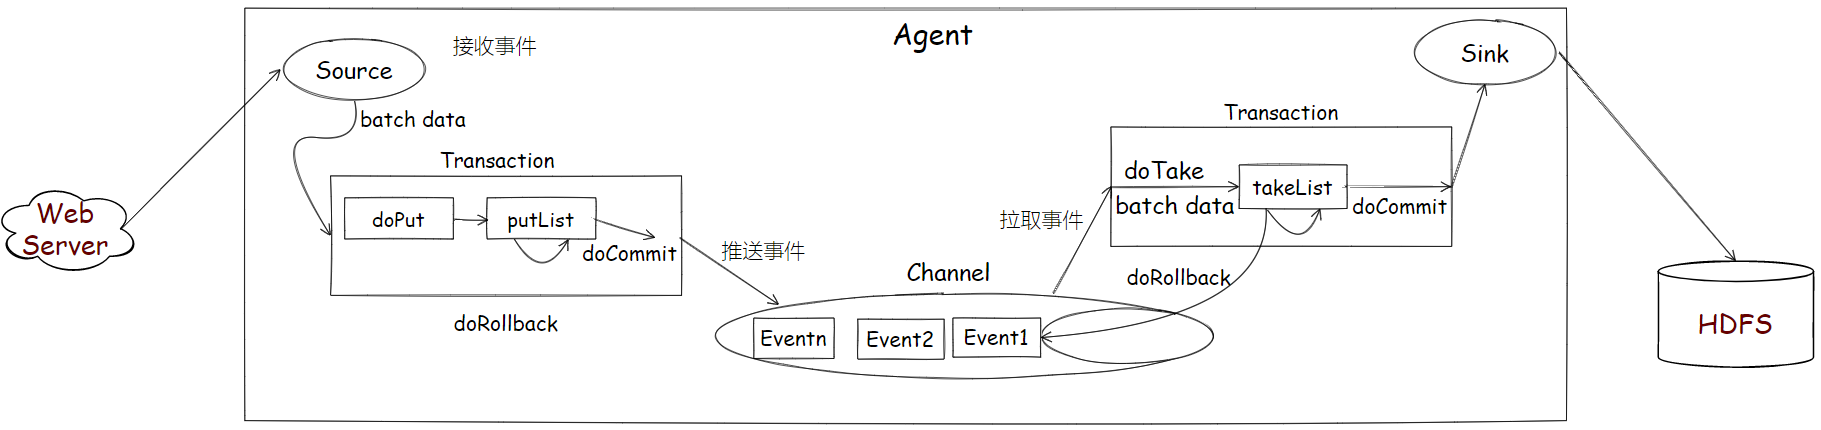 Agent
接收事件
Source
Sink
batch data
Transaction
Transaction
doPut
putList
doCommit
doRollback
推送事件
拉取事件
doTake
batch data
takeList
doCommit
doRollback
Channel
Eventn
Event2
Event1
Web
Server
HDFS